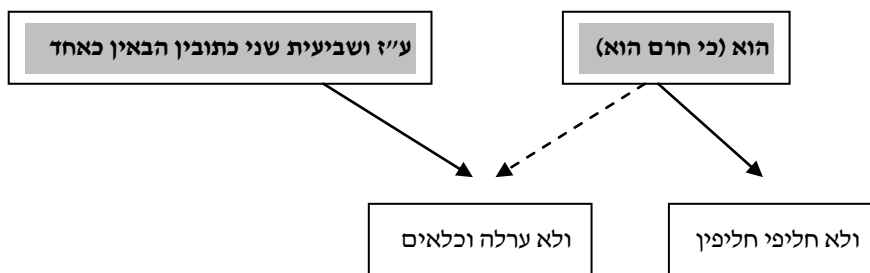 הוא (כי חרם הוא)
ע״ז ושביעית שני כתובין הבאין כאחד
ולא חליפי חליפין
ולא ערלה וכלאים